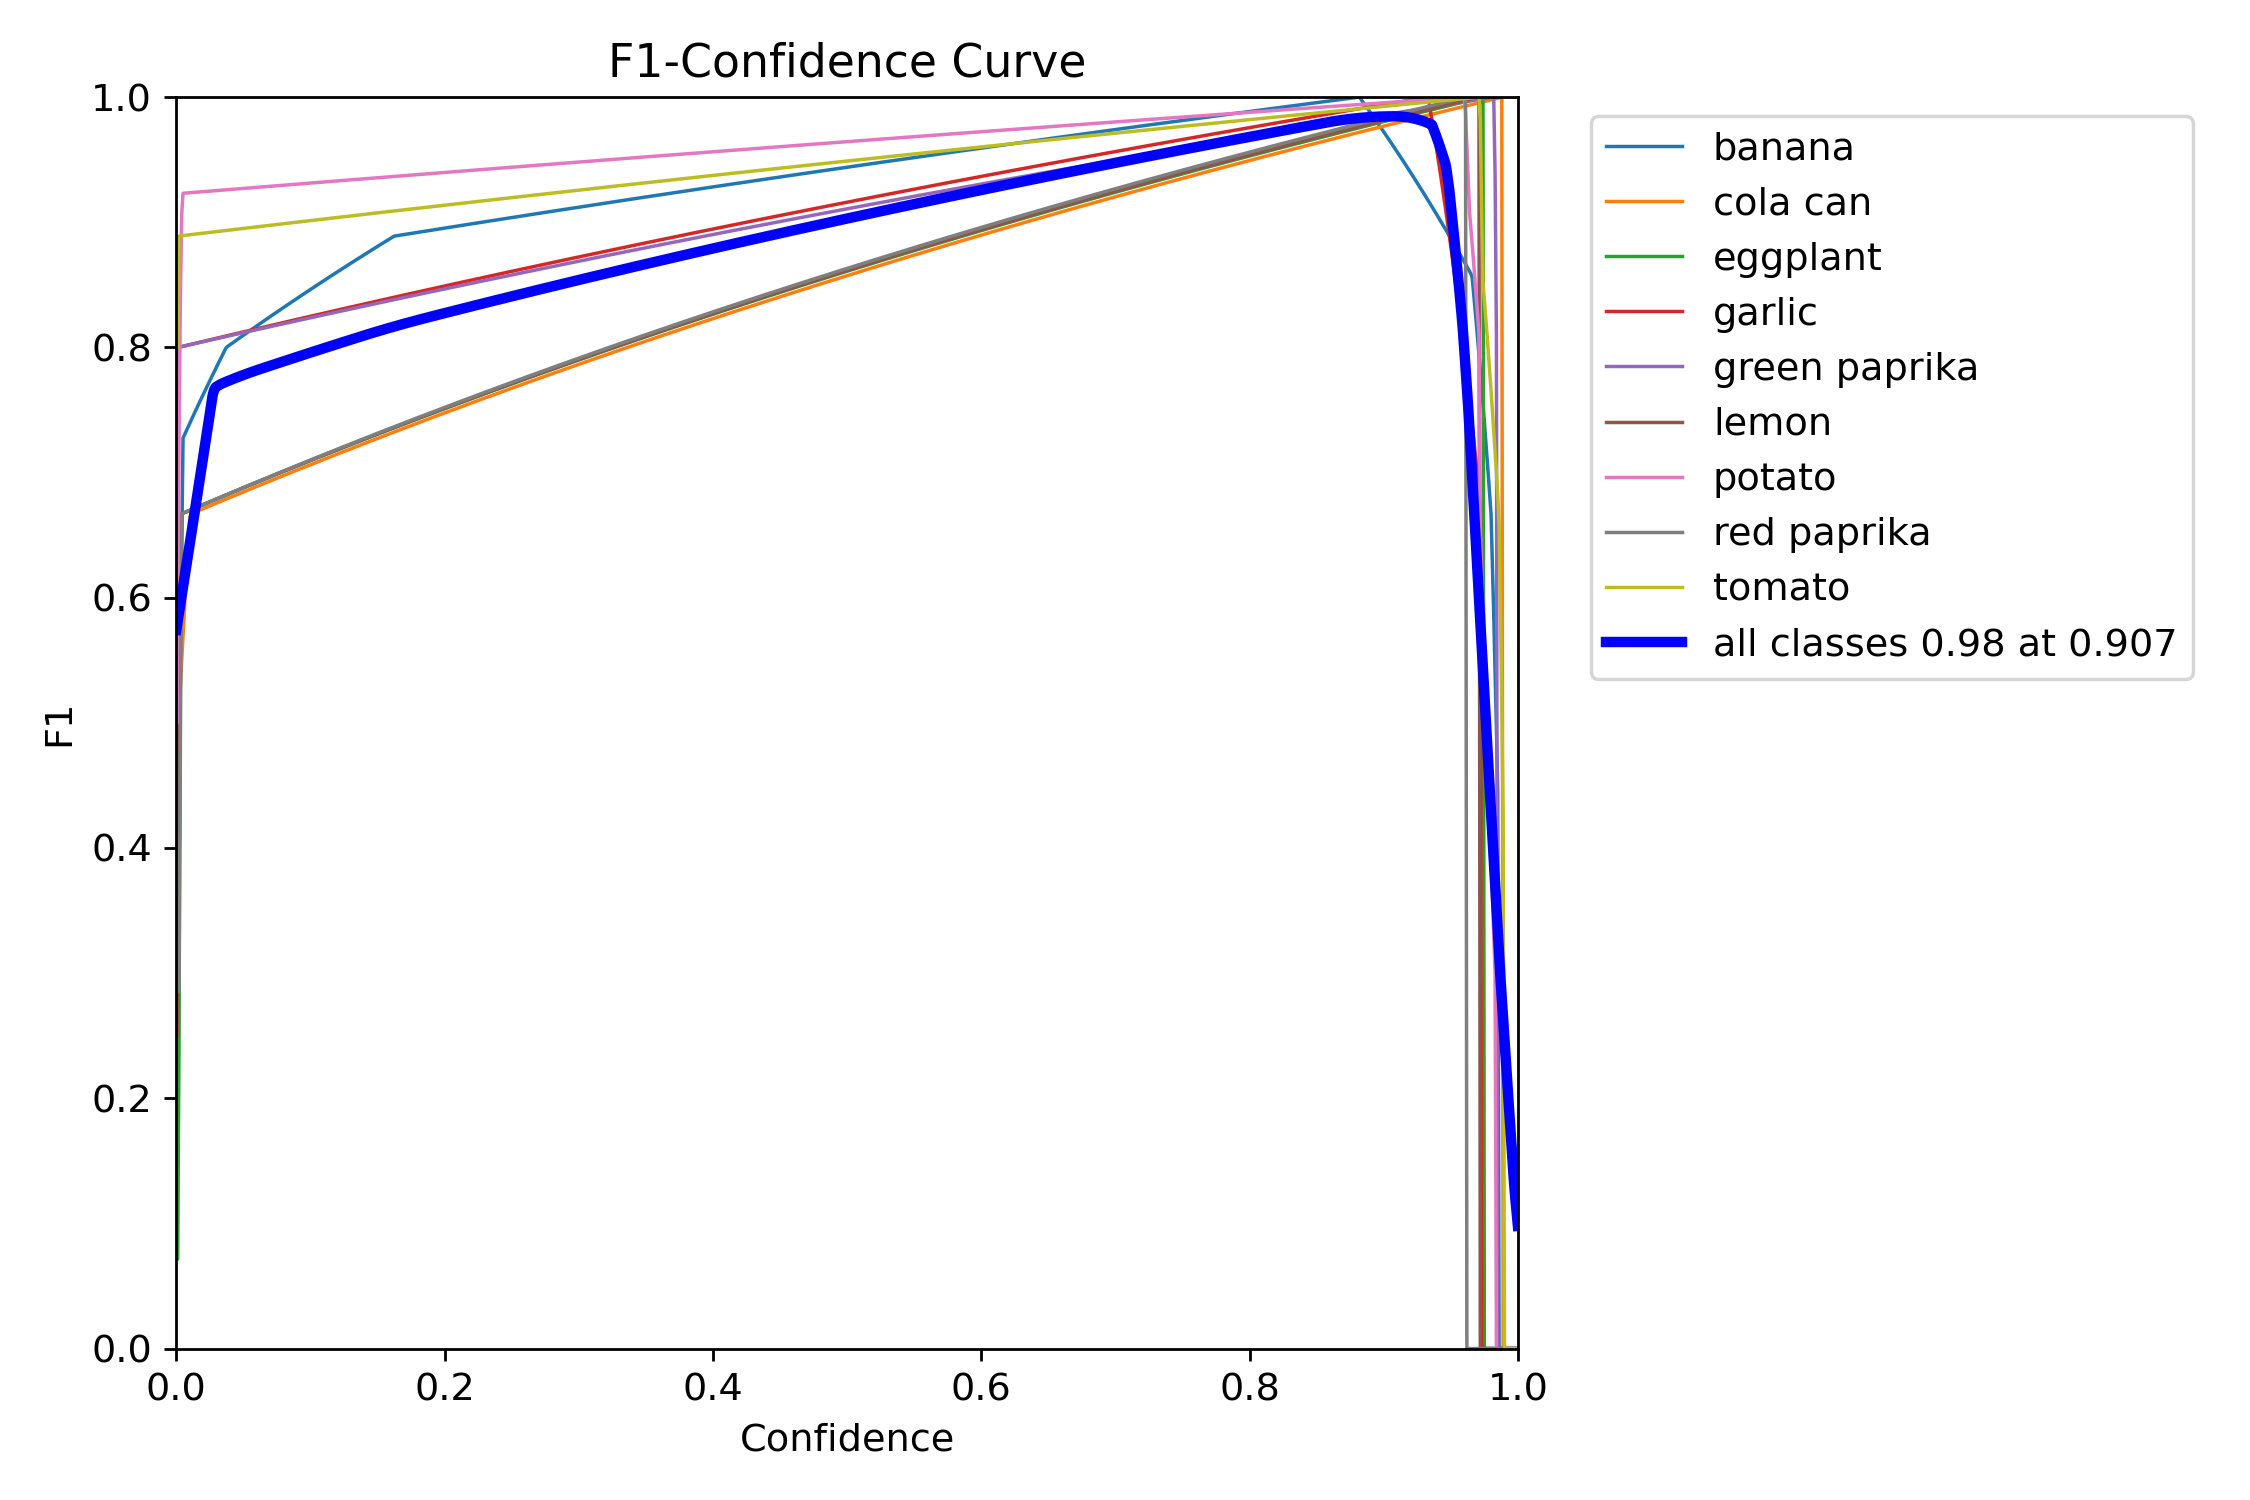 F1-Confidence Curve
1.0
0.8
0.6
0.4
0.2
0.0
F1
0.0 0.2 0.4 0.6 0.8 1.0
Confidence
banana
cola can
eggplant
garlic
green paprika
lemon
potato
red paprika
tomato
all classes 0.98 at 0.907